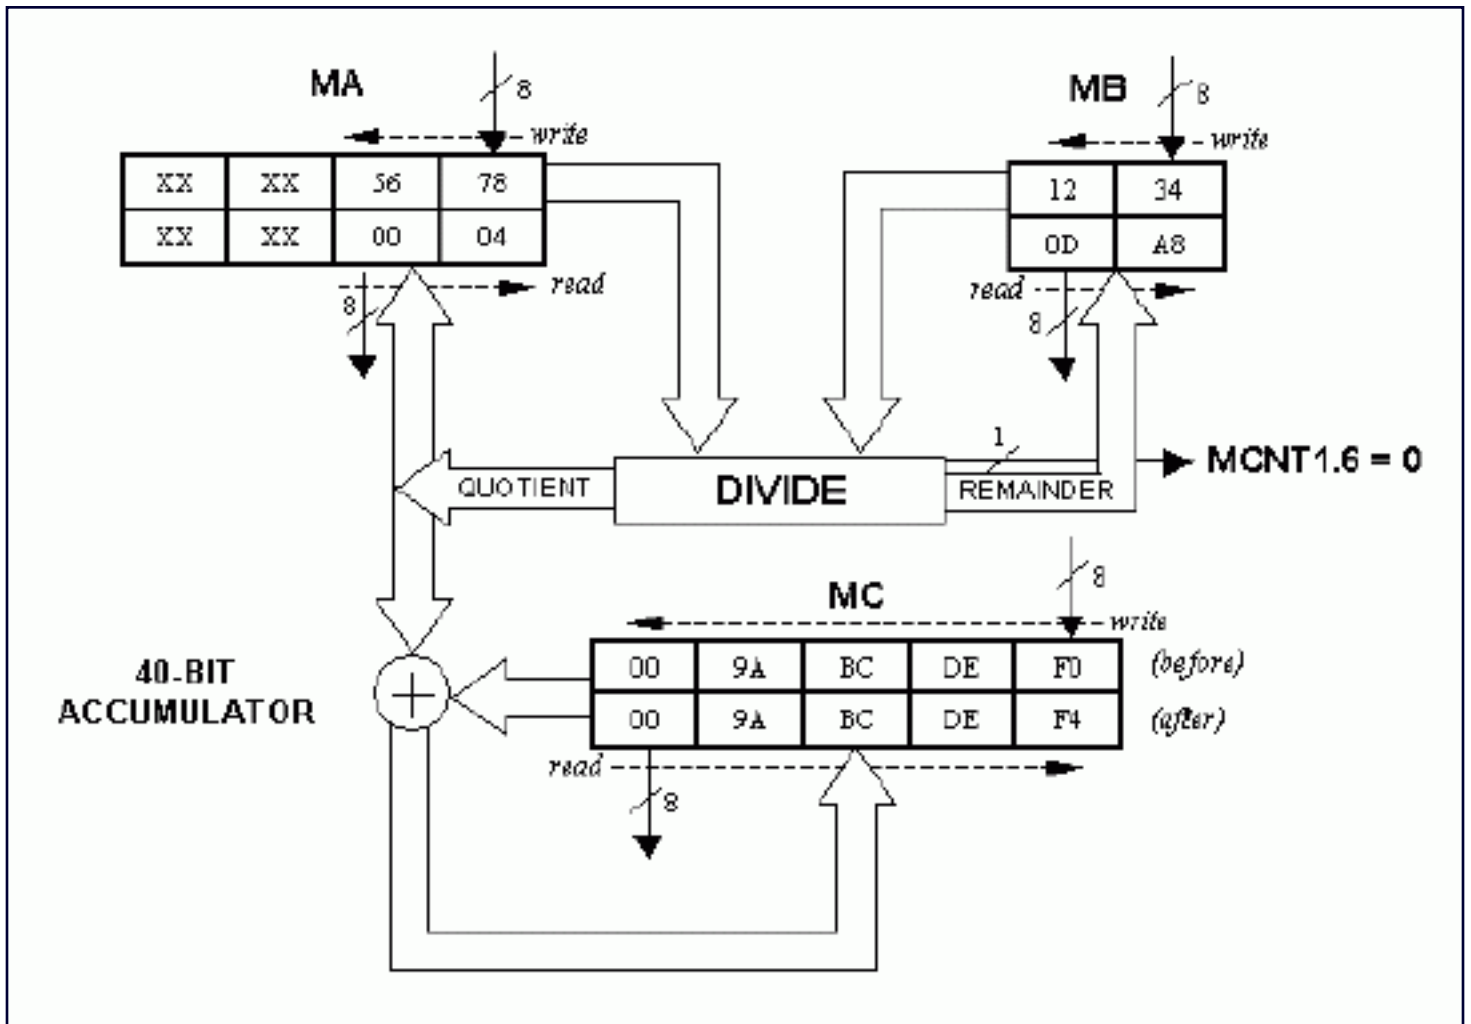 MA
8
write
XX XX 56 78
XX XX 00 04
8
read
MB
8
write
12 34
0D A8
read
8
QUOTIENT
DIVIDE
1
REMAINDER
MCNT1.6 = 0
MC
8
write
00 9A BC DE F0 (before)
00 9A BC DE F4 (after)
read
8
40-BIT
ACCUMULATOR
+